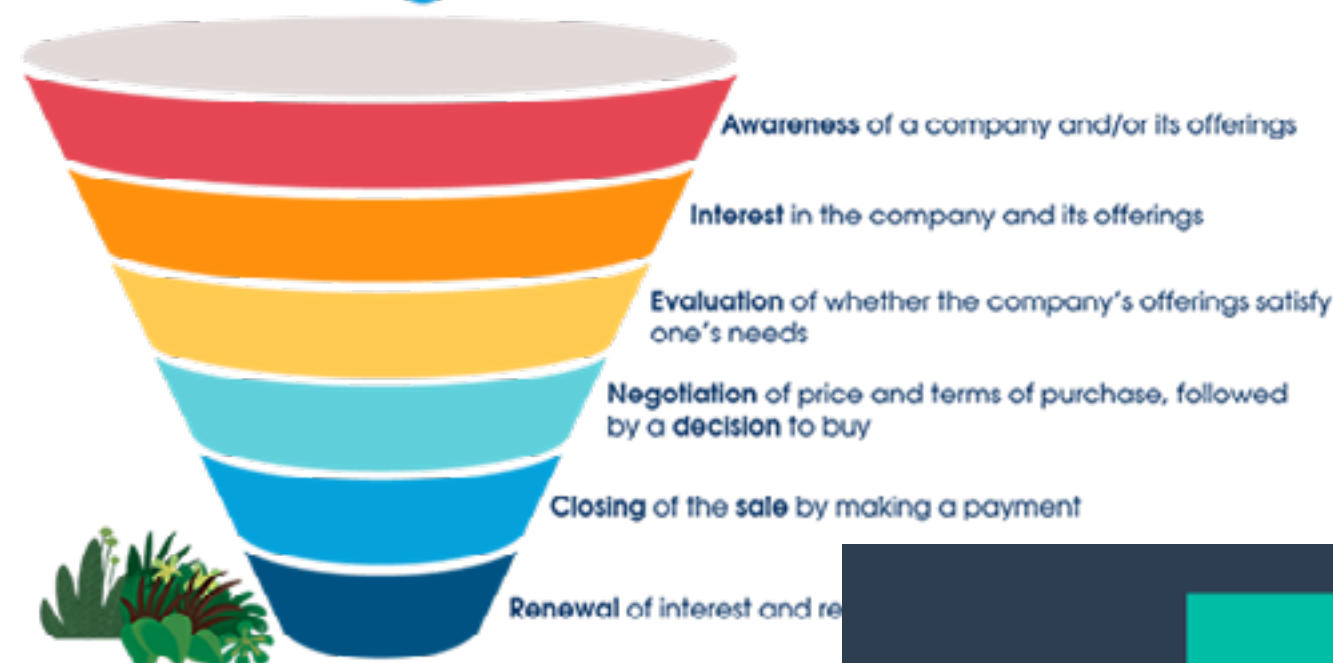 Awareness of a company and/or its offerings
Interest in the company and its offerings
Evaluation of whether the company's offerings satisfy
one's needs
Negotiation of price and terms of purchase, followed
by a decision to buy
Closing of the sale by making a payment
Renewal of interest and re